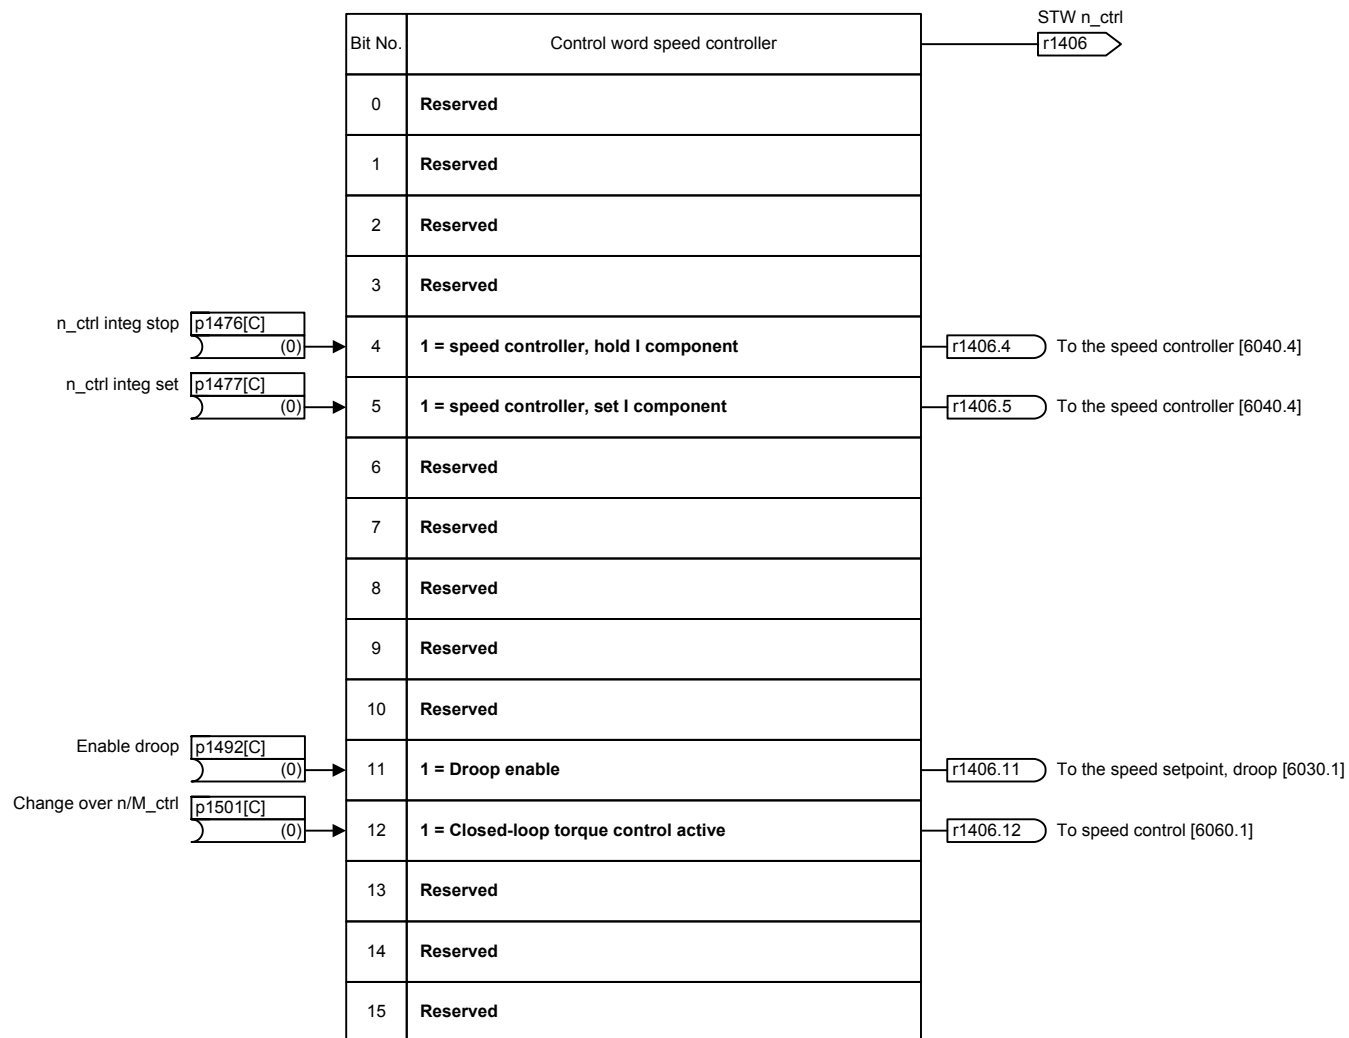 STW n_ctrl
Bit No. Control word speed controller r1406
0 Reserved
1 Reserved
2 Reserved
3 Reserved
n_ctrl integ stop p1476[C]
(0) 4 1 = speed controller, hold I component r1406.4 To the speed controller [6040.4]
n_ctrl integ set p1477[C]
(0) 5 1 = speed controller, set I component r1406.5 To the speed controller [6040.4]
6 Reserved
7 Reserved
8 Reserved
9 Reserved
10 Reserved
Enable droop p1492[C]
(0) 11 1 = Droop enable r1406.11 To the speed setpoint, droop [6030.1]
Change over n/M_ctrl p1501[C]
(0) 12 1 = Closed-loop torque control active r1406.12 To speed control [6060.1]
13 Reserved
14 Reserved
15 Reserved